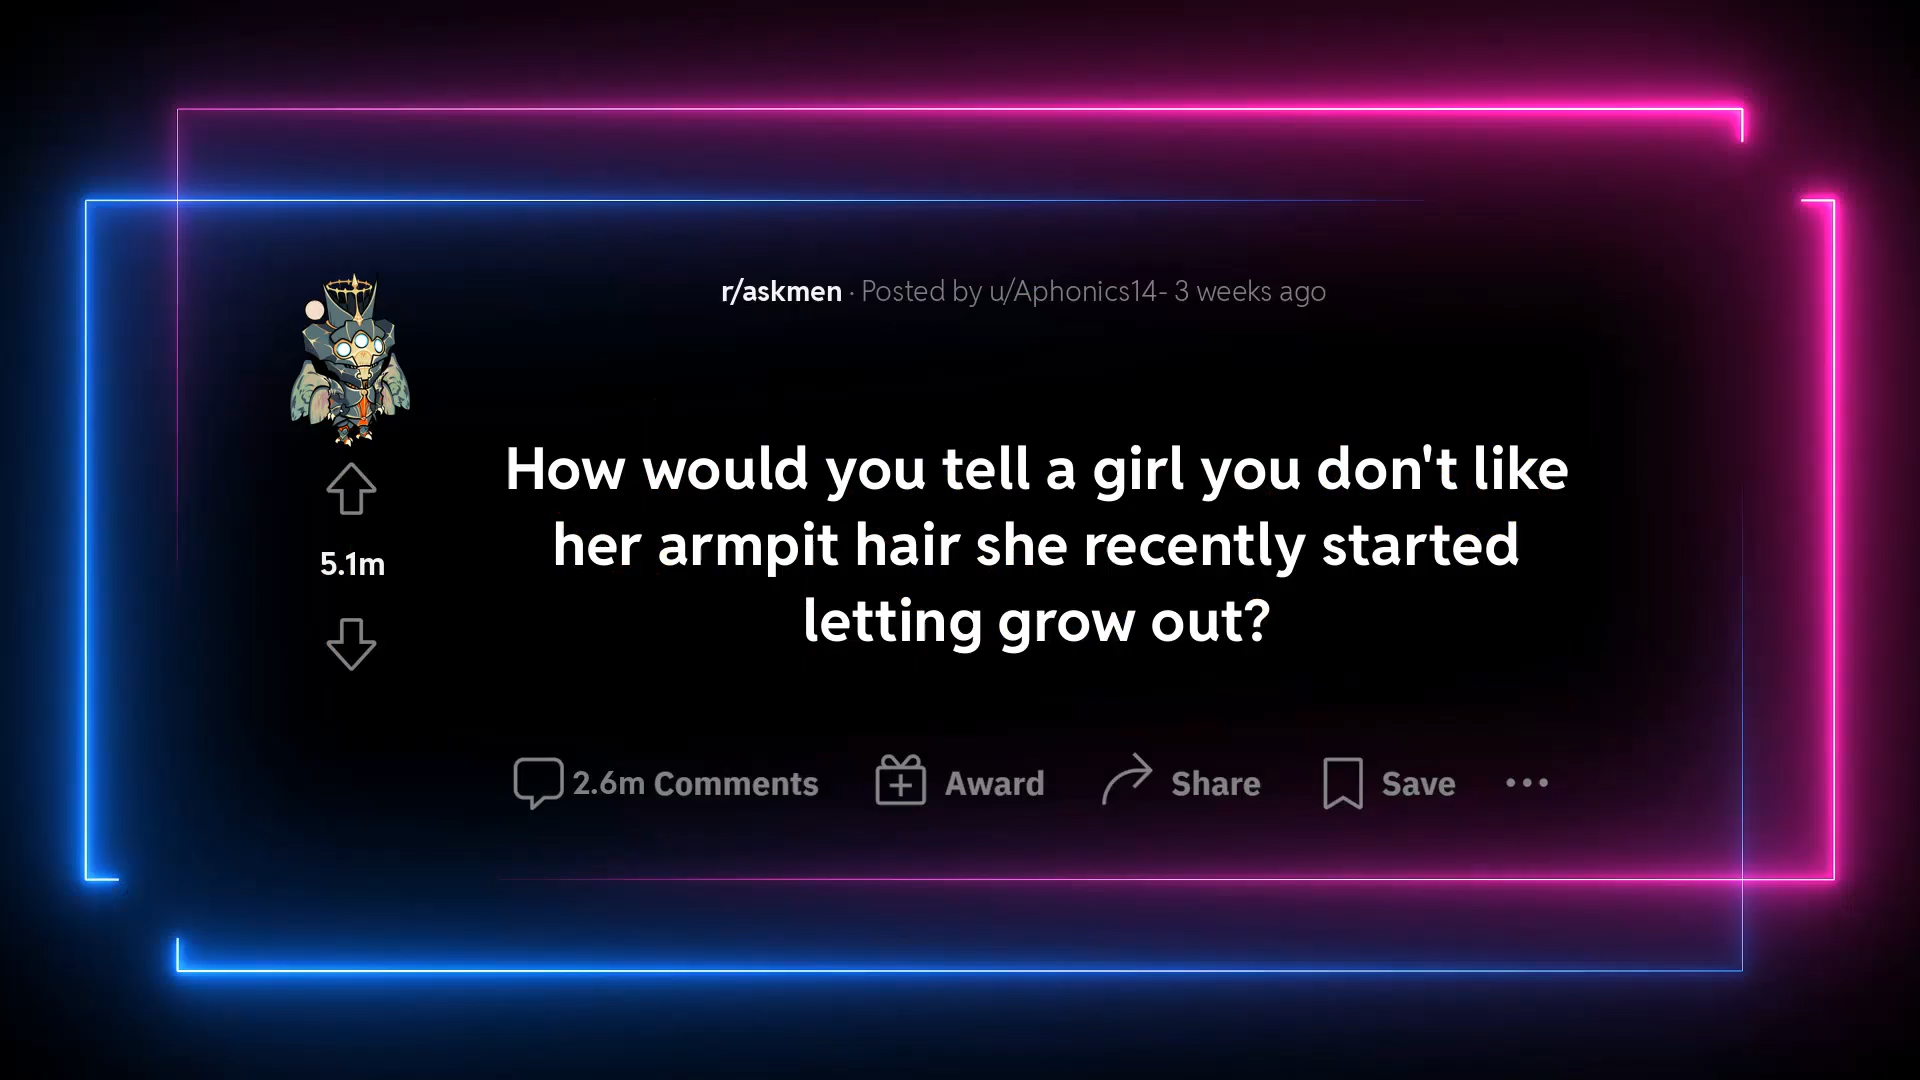 r/askmen · Posted by u/Aphonics14- 3 weeks ago
How would you tell a girl you don't like
her armpit hair she recently started
letting grow out?
5.1m
2.6m Comments Award Share Save